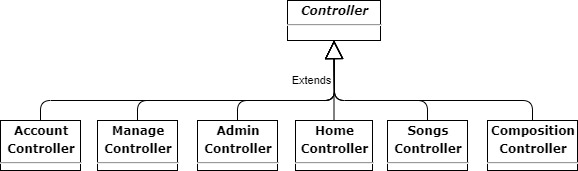 Controller
Extends
Account
Controller
Manage
Controller
Admin
Controller
Home
Controller
Songs
Controller
Composition
Controller